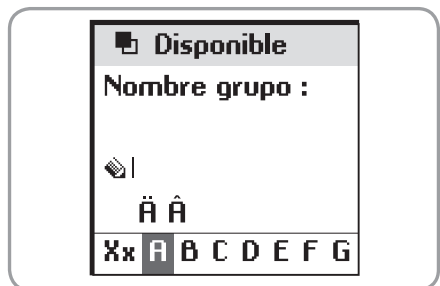 Disponible
Nombre grupo :
Ä Â
Xx A B C D E F G